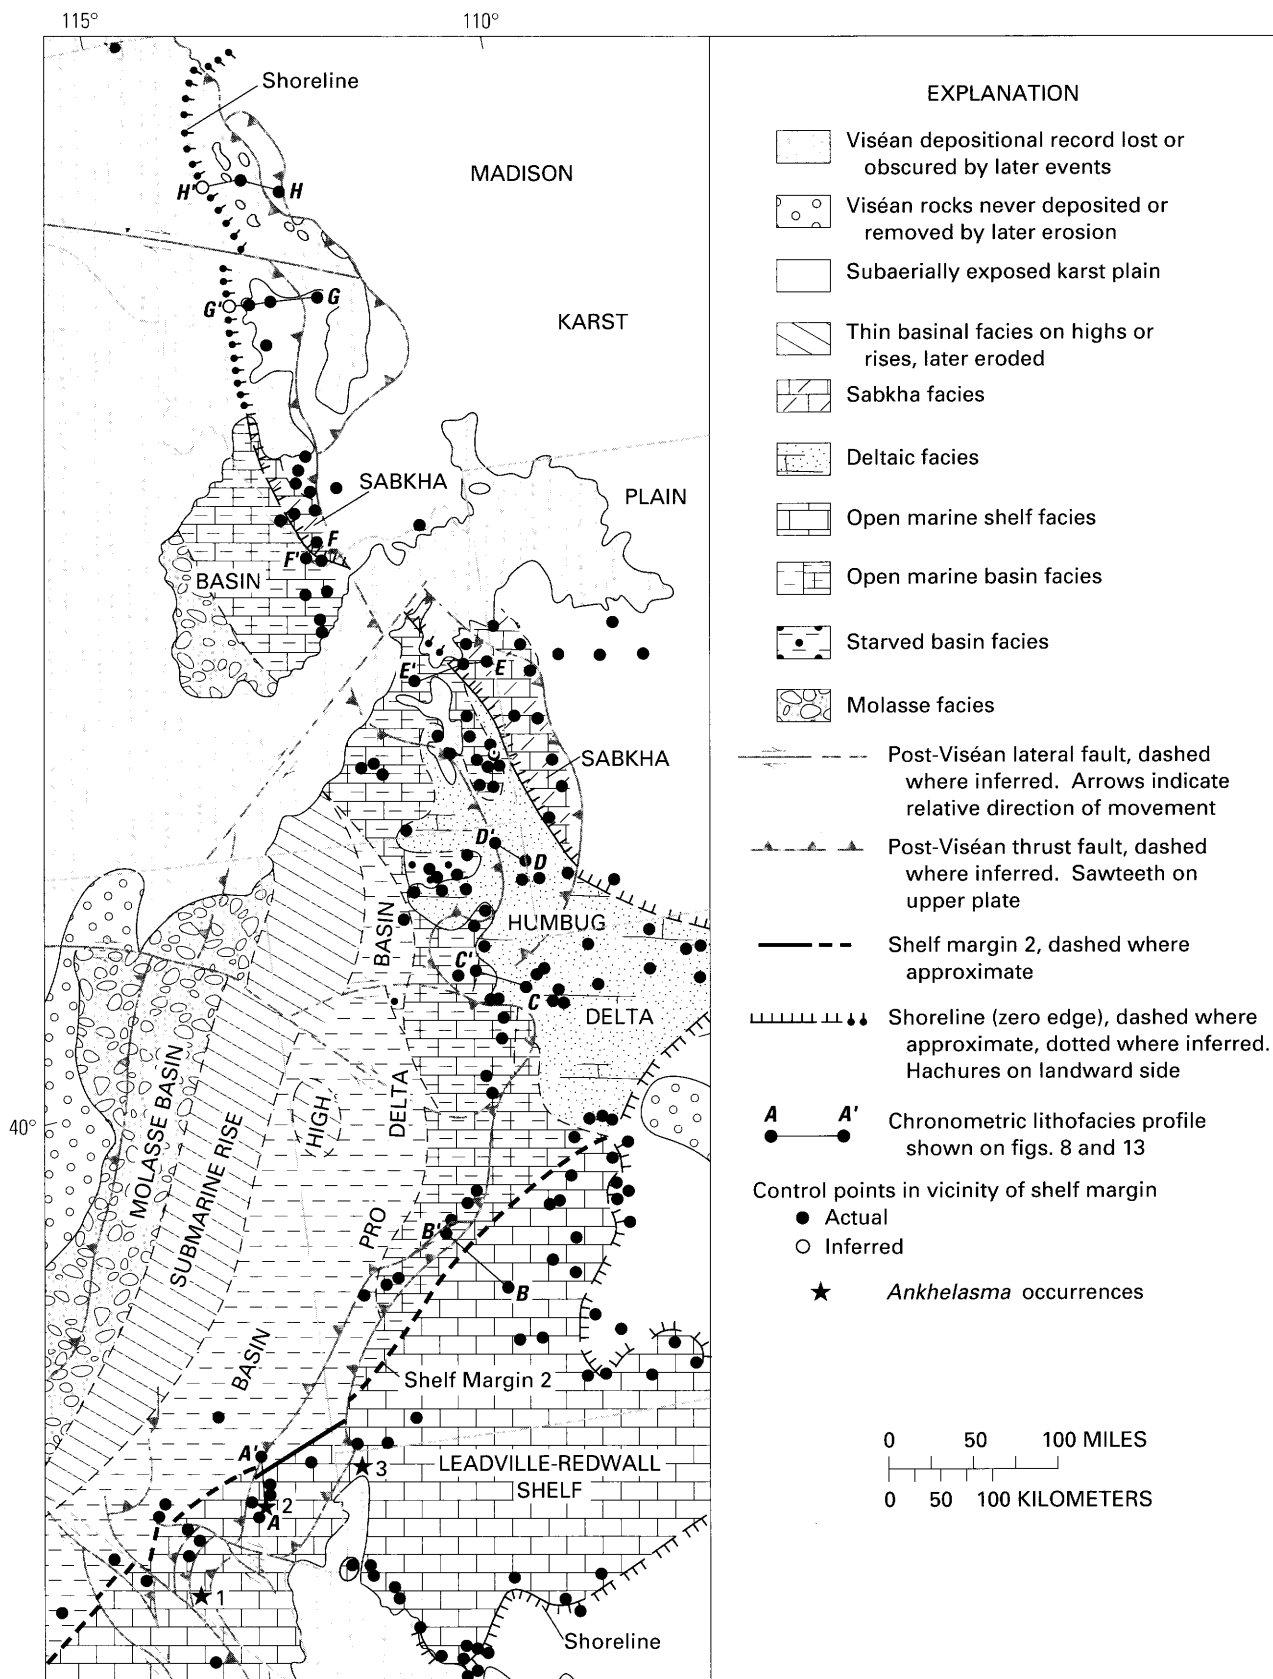 115°
110°
Shoreline
MADISON
H'
H
G'
G
KARST
SABKHA
PLAIN
F
F'
BASIN
E'
E
SABKHA
D'
D
BASIN
HUMBUG
C'
C
DELTA
MOLASSE BASIN
SUBMARINE RISE
HIGH
DELTA
40°
PRO
B'
B
BASIN
Shelf Margin 2
A'
3
LEADVILLE-REDWALL
SHELF
2
A
1
Shoreline
EXPLANATION
Viséan depositional record lost or
obscured by later events
Viséan rocks never deposited or
removed by later erosion
Subaerially exposed karst plain
Thin basinal facies on highs or
rises, later eroded
Sabkha facies
Deltaic facies
Open marine shelf facies
Open marine basin facies
Starved basin facies
Molasse facies
Post-Viséan lateral fault, dashed
where inferred. Arrows indicate
relative direction of movement
Post-Viséan thrust fault, dashed
where inferred. Sawteeth on
upper plate
Shelf margin 2, dashed where
approximate
Shoreline (zero edge), dashed where
approximate, dotted where inferred.
Hachures on landward side
A A'
Chronometric lithofacies profile
shown on figs. 8 and 13
Control points in vicinity of shelf margin
Actual
Inferred
Ankhelasma occurrences
0 50 100 MILES
0 50 100 KILOMETERS